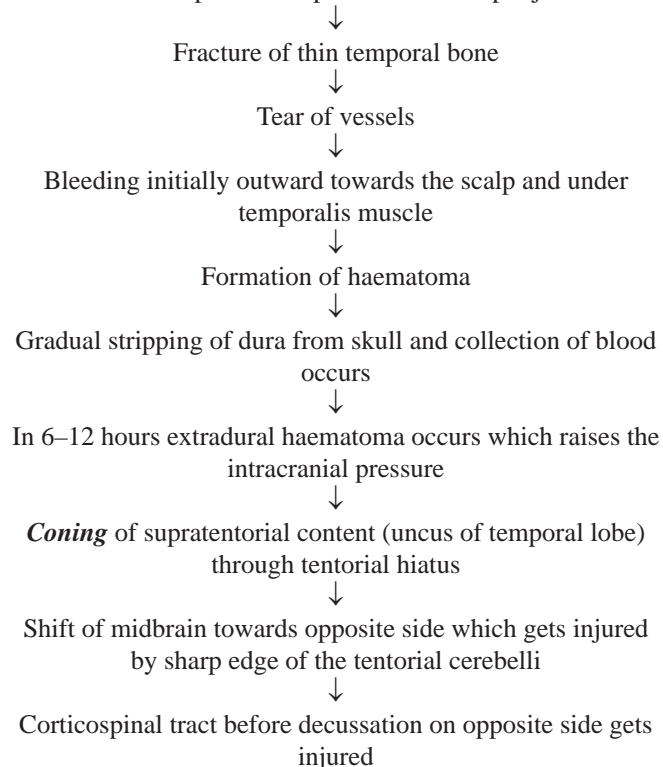 ↓
Fracture of thin temporal bone
↓
Tear of vessels
↓
Bleeding initially outward towards the scalp and under
temporalis muscle
↓
Formation of haematoma
↓
Gradual stripping of dura from skull and collection of blood
occurs
↓
In 6–12 hours extradural haematoma occurs which raises the
intracranial pressure
↓
Coning of supratentorial content (uncus of temporal lobe)
through tentorial hiatus
↓
Shift of midbrain towards opposite side which gets injured
by sharp edge of the tentorial cerebelli
↓
Corticospinal tract before decussation on opposite side gets
injured